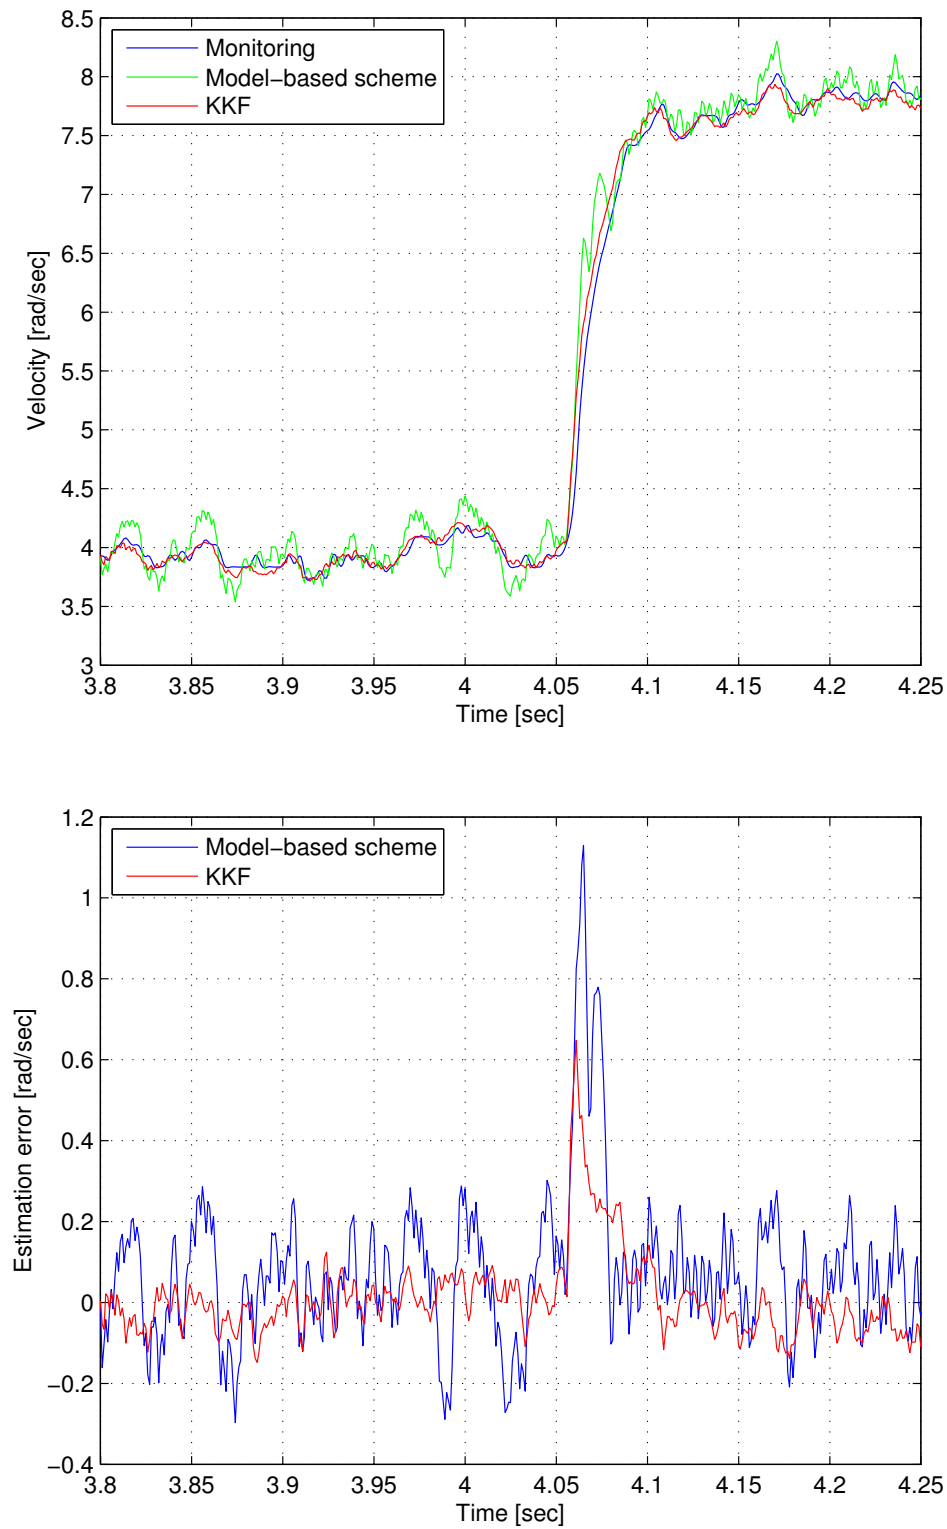 8.5
8
7.5
7
6.5
6
5.5
5
4.5
4
3.5
3
Velocity [rad/sec]
Monitoring
Model−based scheme
KKF
3.8 3.85 3.9 3.95 4 4.05 4.1 4.15 4.2 4.25
Time [sec]
1.2
1
0.8
0.6
0.4
0.2
0
−0.2
−0.4
Estimation error [rad/sec]
Model−based scheme
KKF
3.8 3.85 3.9 3.95 4 4.05 4.1 4.15 4.2 4.25
Time [sec]